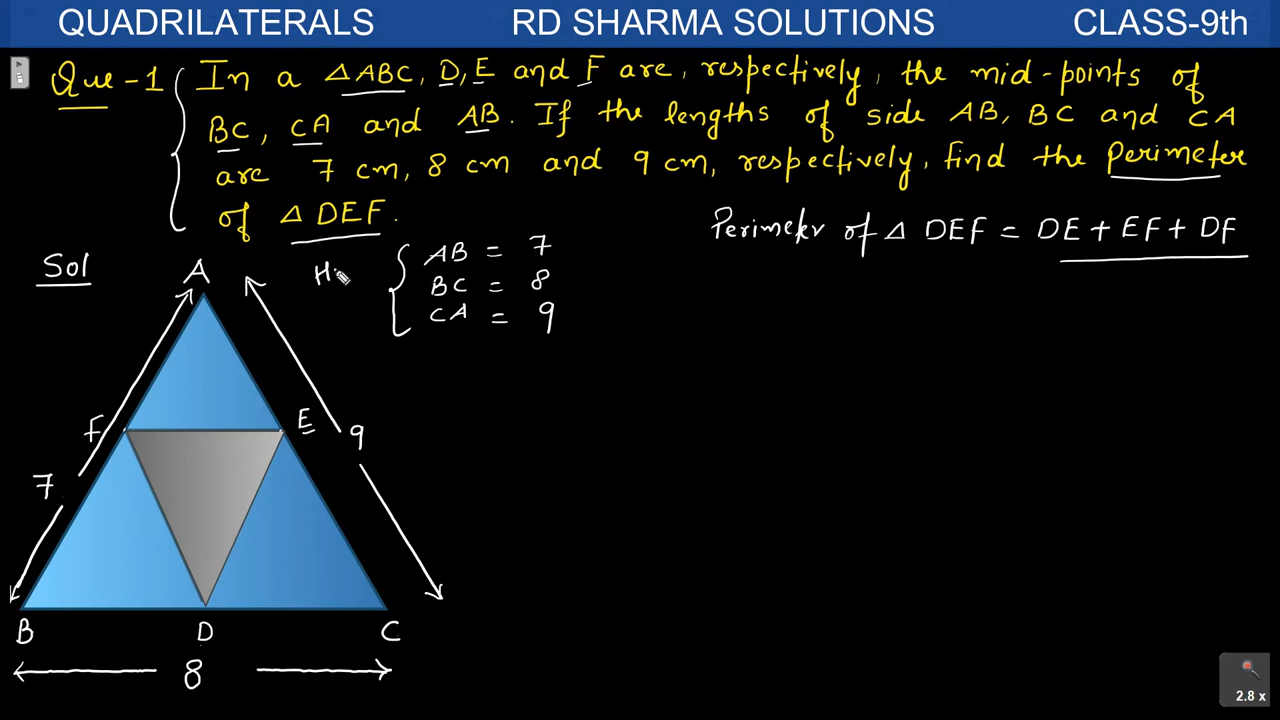 QUADRILATERALS RD SHARMA SOLUTIONS CLASS-9th
Que-1 In a △ABC, D, E and F are, respectively, the mid-points of
BC, CA and AB. If the lengths of side AB, BC and CA
are 7 cm, 8 cm and 9 cm, respectively, find the perimeter
of △ DEF.
Perimeter of △ DEF = DE + EF + DF
Sol
A
AB = 7
BC = 8
CA = 9
F
E
9
7
B
D
C
8
2.8 x